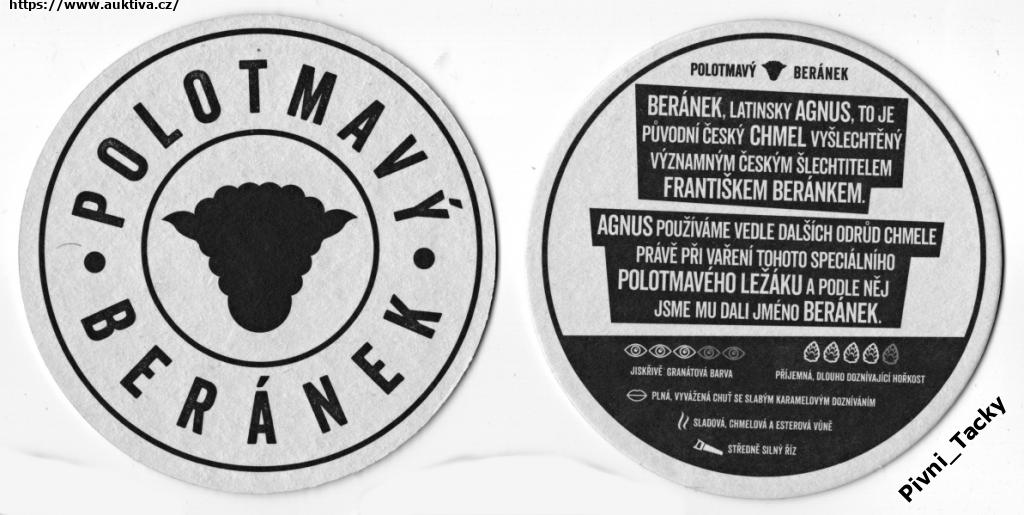 https://www.auktiva.cz/
POLOTMAVÝ
BERÁNEK
POLOTMAVÝ BERÁNEK
BERÁNEK, LATINSKY AGNUS, TO JE
PŮVODNÍ ČESKÝ CHMEL VYŠLECHTĚNÝ
VÝZNAMNÝM ČESKÝM ŠLECHTITELEM
FRANTIŠKEM BERÁNKEM.
AGNUS POUŽÍVÁME VEDLE DALŠÍCH ODRŮD CHMELE
PRÁVĚ PŘI VAŘENÍ TOHOTO SPECIÁLNÍHO
POLOTMAVÉHO LEŽÁKU A PODLE NĚJ
JSME MU DALI JMÉNO BERÁNEK.
JISKŘIVĚ GRANÁTOVÁ BARVA
PŘÍJEMNÁ, DLOUHO DOZNÍVAJÍCÍ HOŘKOST
PLNÁ, VYVÁŽENÁ CHUŤ SE SLABÝM KARAMELOVÝM DOZNÍVÁNÍM
SLADOVÁ, CHMELOVÁ A ESTEROVÁ VŮNĚ
STŘEDNĚ SILNÝ ŘÍZ
Pivni_Tacky